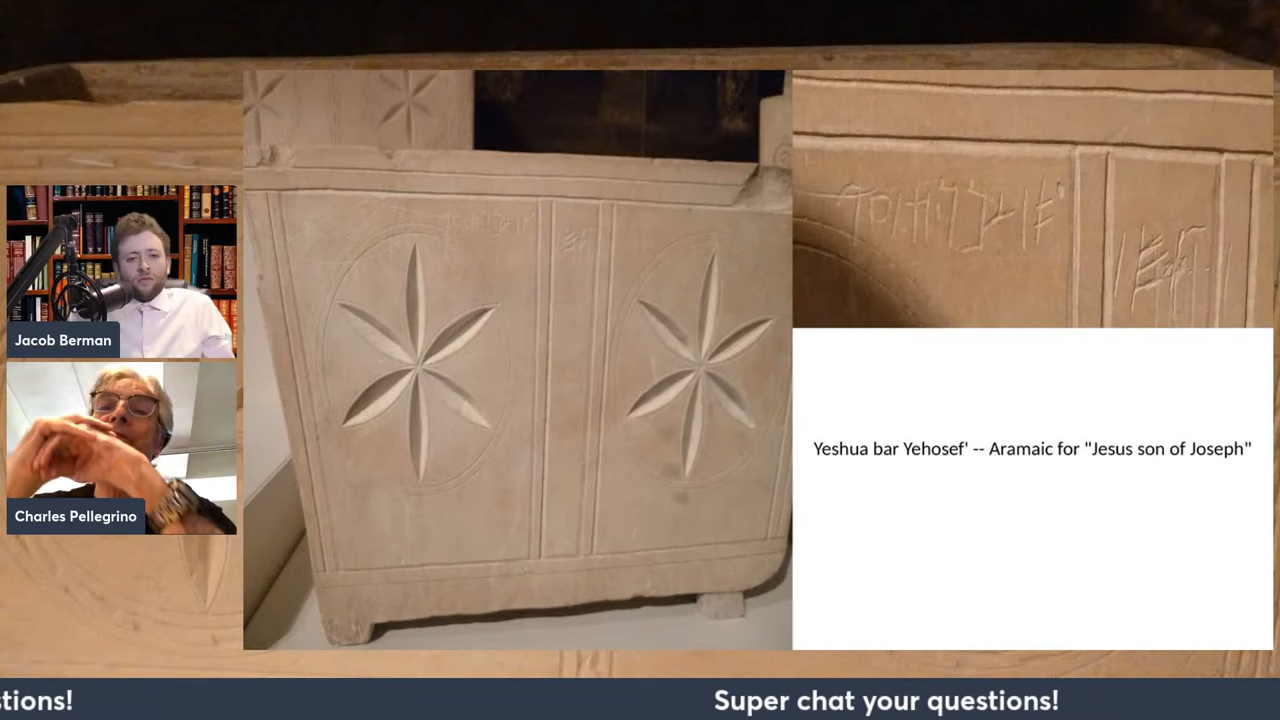 Jacob Berman
Charles Pellegrino
Yeshua bar Yehosef' -- Aramaic for "Jesus son of Joseph"
stions!
Super chat your questions!